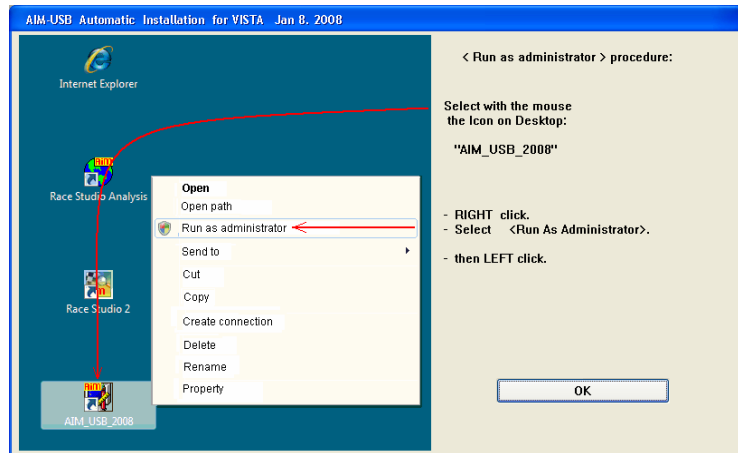 AIM-USB Automatic Installation for VISTA Jan 8. 2008
Internet Explorer
Race Studio Analysis
Race Studio 2
AIM_USB_2008
Open
Open path
Run as administrator
Send to
Cut
Copy
Create connection
Delete
Rename
Property
< Run as administrator > procedure:
Select with the mouse
the Icon on Desktop:
"AIM_USB_2008"
- RIGHT click.
- Select <Run As Administrator>.
- then LEFT click.
OK